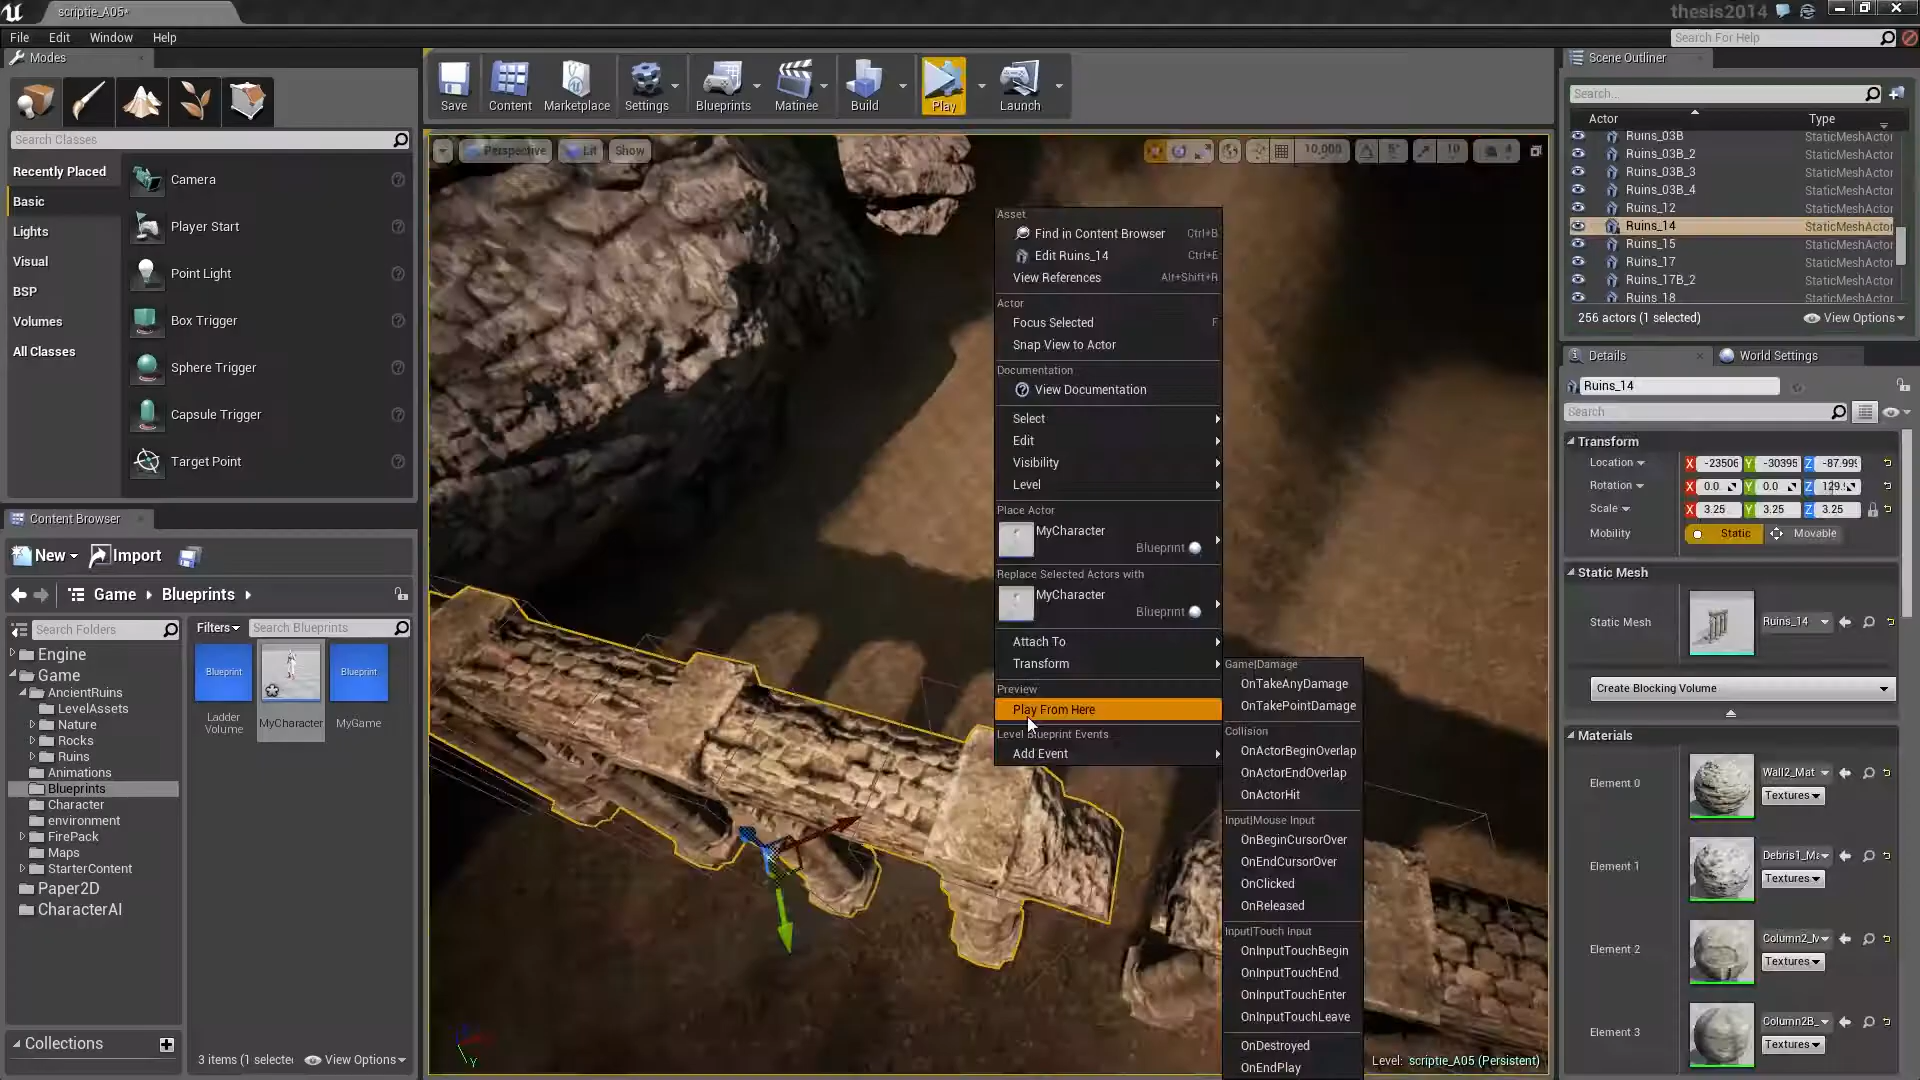 scriptie_A05*
thesis2014
File Edit Window Help
Search For Help
Modes
Search Classes
Recently Placed
Basic
Lights
Visual
BSP
Volumes
All Classes
Camera
Player Start
Point Light
Box Trigger
Sphere Trigger
Capsule Trigger
Target Point
Save
Content
Marketplace
Settings
Blueprints
Matinee
Build
Play
Launch
Perspective Lit Show
10,000 5° 10 4
Asset
Find in Content Browser Ctrl+B
Edit Ruins_14 Ctrl+E
View References Alt+Shift+R
Actor
Focus Selected F
Snap View to Actor
Documentation
View Documentation
Select
Edit
Visibility
Level
Place Actor
MyCharacter
Blueprint
Replace Selected Actors with
MyCharacter
Blueprint
Attach To
Transform
Preview
Play From Here
Level Blueprint Events
Add Event
Game|Damage
OnTakeAnyDamage
OnTakePointDamage
Collision
OnActorBeginOverlap
OnActorEndOverlap
OnActorHit
Input|Mouse Input
OnBeginCursorOver
OnEndCursorOver
OnClicked
OnReleased
Input|Touch Input
OnInputTouchBegin
OnInputTouchEnd
OnInputTouchEnter
OnInputTouchLeave
OnDestroyed
OnEndPlay
Level: scriptie_A05 (Persistent)
Y
Content Browser
New Import
Game Blueprints
Search Folders
Engine
Game
AncientRuins
LevelAssets
Nature
Rocks
Ruins
Animations
Blueprints
Character
environment
FirePack
Maps
StarterContent
Paper2D
CharacterAI
Collections
Filters Search Blueprints
Blueprint
Blueprint
Ladder
Volume
MyCharacter
MyGame
3 items (1 selected
View Options
Scene Outliner
Search...
Actor Type
Ruins_03B StaticMeshActor
Ruins_03B_2 StaticMeshActor
Ruins_03B_3 StaticMeshActor
Ruins_03B_4 StaticMeshActor
Ruins_12 StaticMeshActor
Ruins_14 StaticMeshActor
Ruins_15 StaticMeshActor
Ruins_17 StaticMeshActor
Ruins_17B_2 StaticMeshActor
Ruins_18 StaticMeshActor
256 actors (1 selected) View Options
Details World Settings
Ruins_14
Search
Transform
Location X -23506 Y -30395 Z -87.999
Rotation X 0.0 Y 0.0 Z 129.
Scale X 3.25 Y 3.25 Z 3.25
Mobility Static Movable
Static Mesh
Static Mesh Ruins_14
Create Blocking Volume
Materials
Element 0 Wall2_Mat
Textures
Element 1 Debris1_Ma
Textures
Element 2 Column2_M
Textures
Element 3 Column2B_
Textures